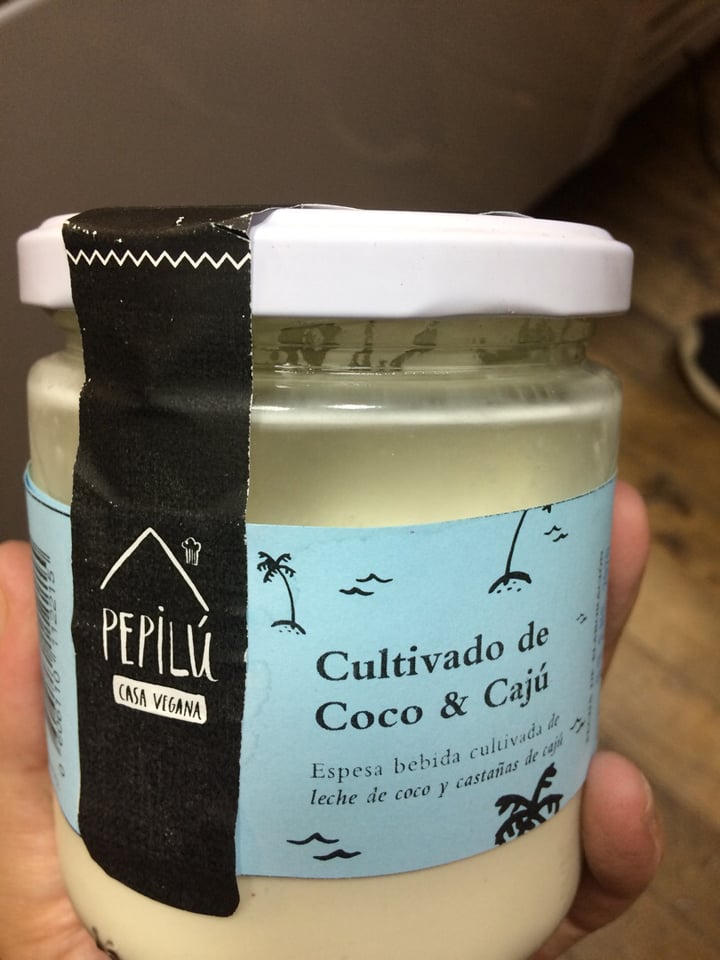 PEPILÚ
CASA VEGANA
Cultivado de
Coco & Cajú
Espesa bebida cultivada de
leche de coco y castañas de cajú